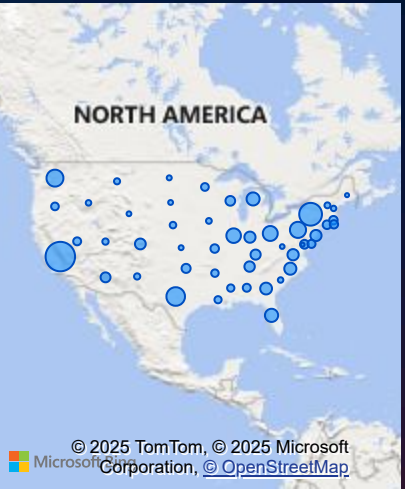 NORTH AMERICA
© 2025 TomTom, © 2025 Microsoft
Microsoft Bing
Corporation, © OpenStreetMap